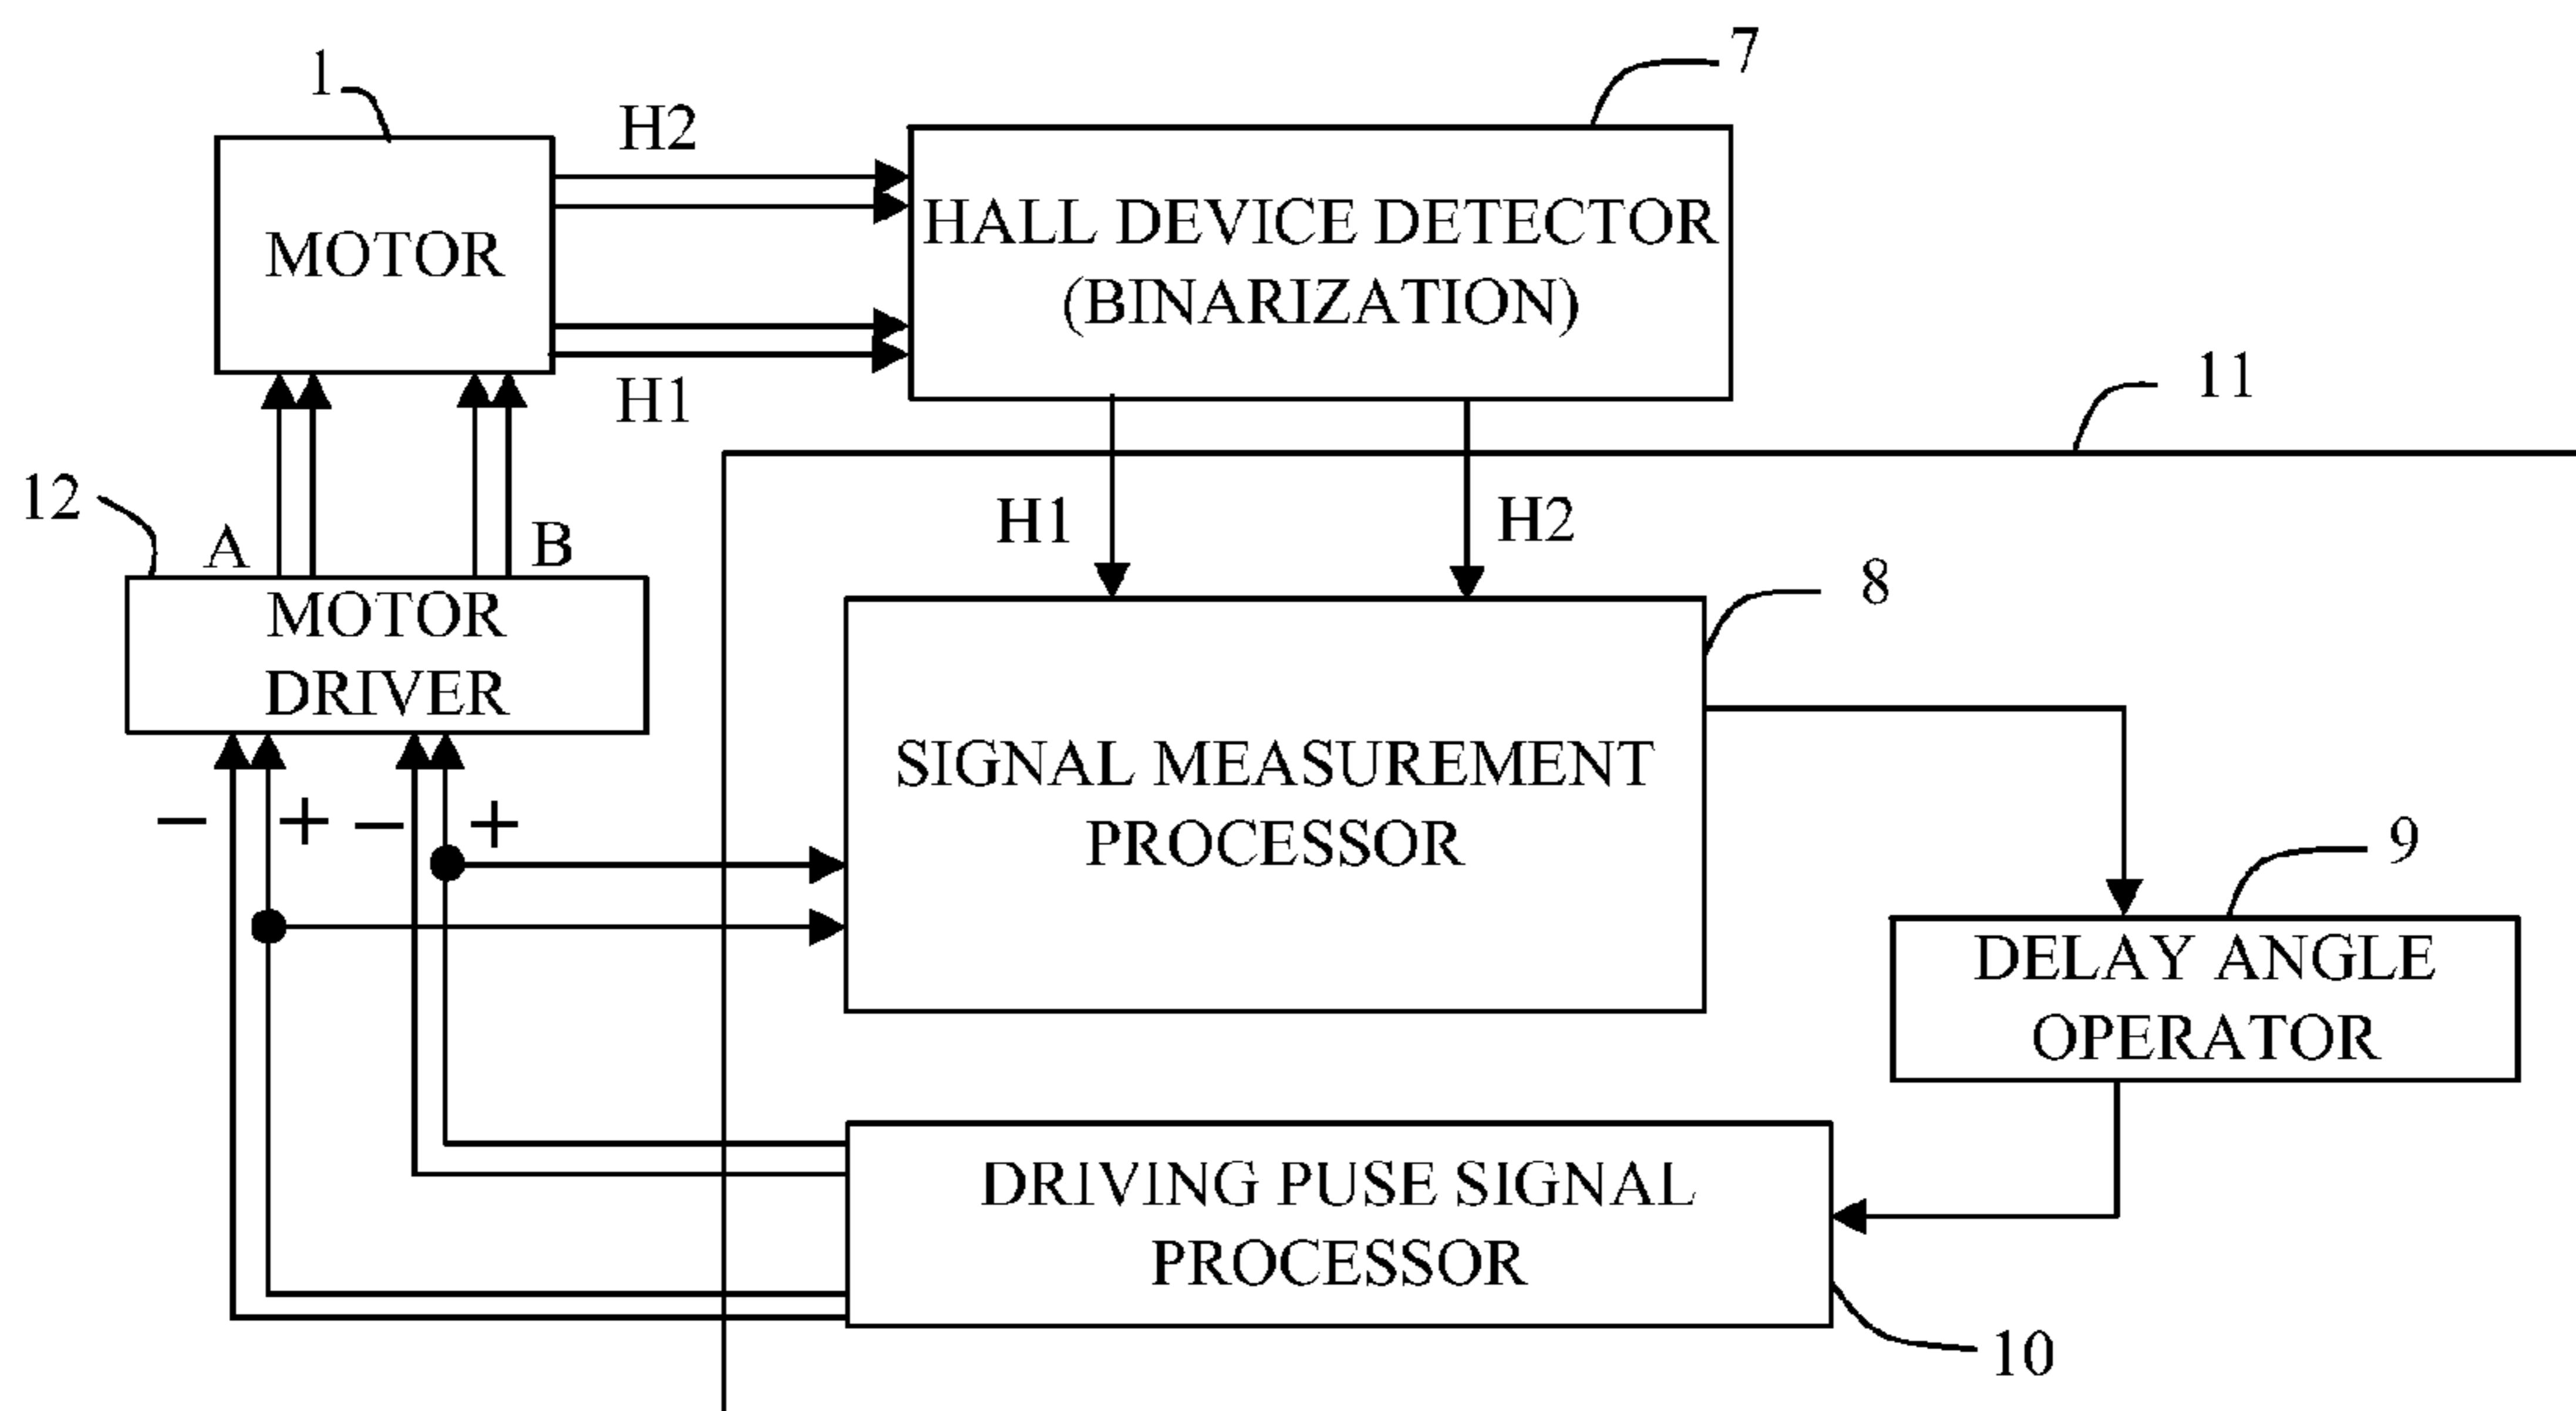 1
7
H2
MOTOR
HALL DEVICE DETECTOR
(BINARIZATION)
H1
11
12
A
B
H1
H2
8
MOTOR
DRIVER
SIGNAL MEASUREMENT
PROCESSOR
− + − +
9
DELAY ANGLE
OPERATOR
DRIVING PUSE SIGNAL
PROCESSOR
10